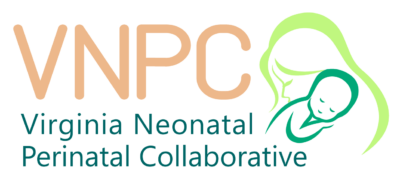 VNPC
Virginia Neonatal
Perinatal Collaborative